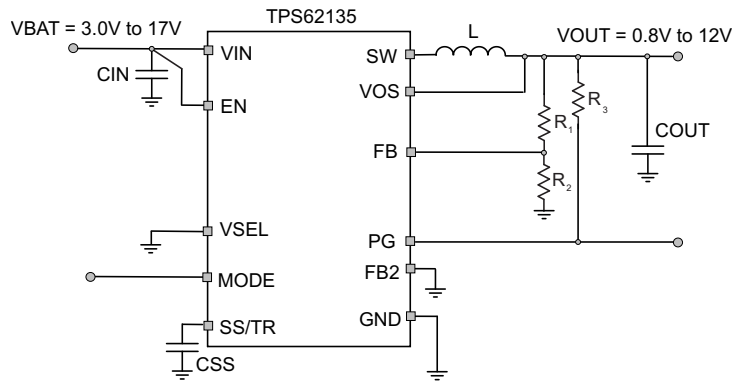 TPS62135
VBAT = 3.0V to 17V
VOUT = 0.8V to 12V
L
VIN
SW
CIN
VOS
EN
R₁
R₃
COUT
FB
R₂
VSEL
PG
MODE
FB2
SS/TR
GND
CSS